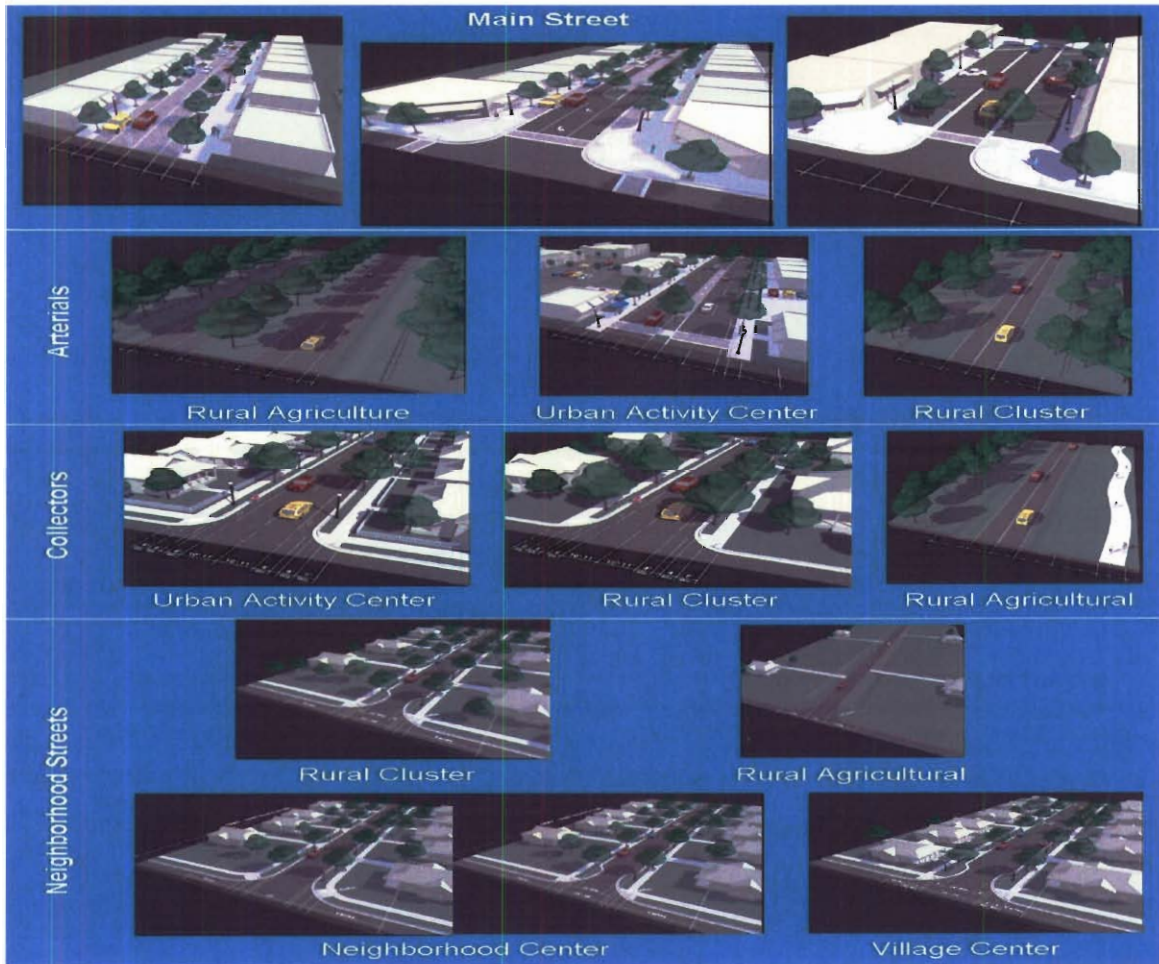 Main Street
Arterials
Rural Agriculture
Urban Activity Center
Rural Cluster
Collectors
Urban Activity Center
Rural Cluster
Rural Agricultural
Neighborhood Streets
Rural Cluster
Rural Agricultural
Neighborhood Center
Village Center